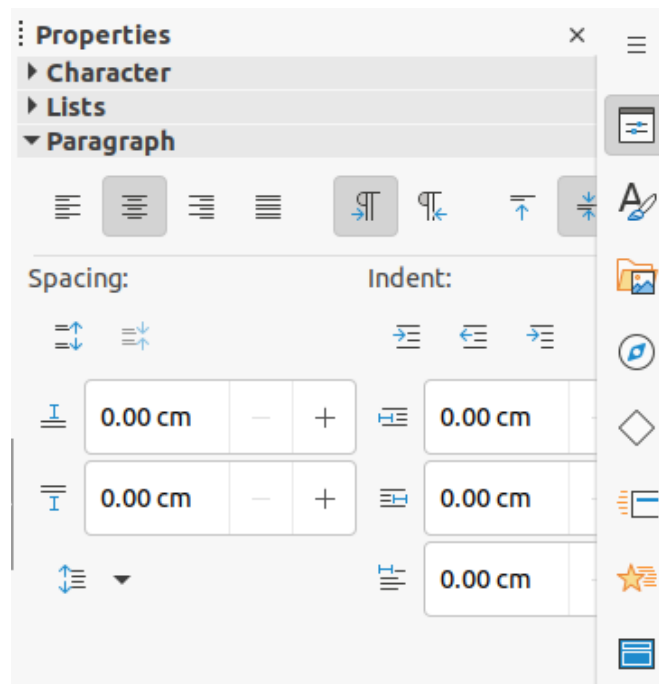 Properties
Character
Lists
Paragraph
Spacing: Indent:
0.00 cm 0.00 cm
0.00 cm 0.00 cm
0.00 cm